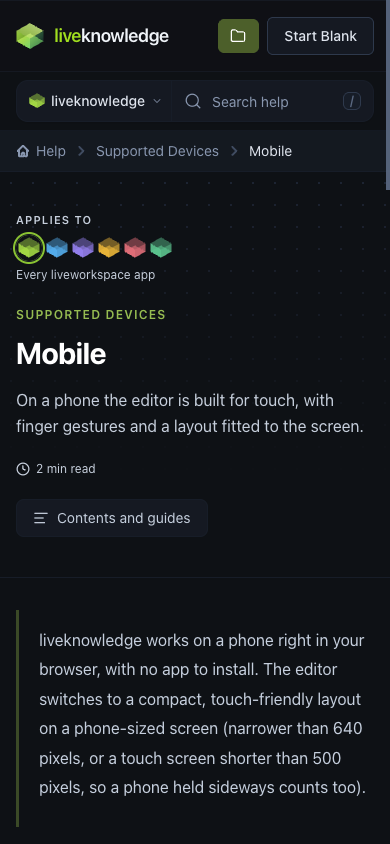 liveknowledge
Start Blank
liveknowledge
Search help
/
Help
Supported Devices
Mobile
APPLIES TO
Every liveworkspace app
SUPPORTED DEVICES
Mobile
On a phone the editor is built for touch, with
finger gestures and a layout fitted to the screen.
2 min read
Contents and guides
liveknowledge works on a phone right in your
browser, with no app to install. The editor
switches to a compact, touch-friendly layout
on a phone-sized screen (narrower than 640
pixels, or a touch screen shorter than 500
pixels, so a phone held sideways counts too).